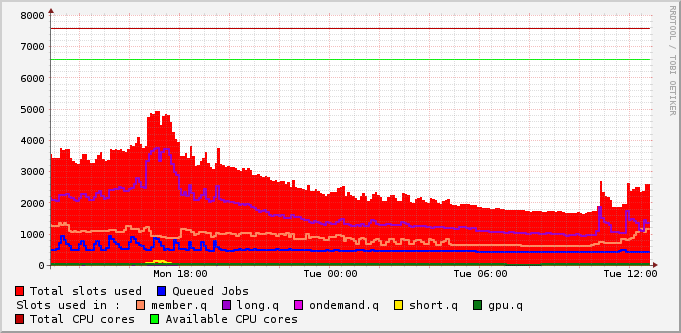 8000
7000
6000
5000
4000
3000
2000
1000
0
Mon 18:00 Tue 00:00 Tue 06:00 Tue 12:00
Total slots used Queued Jobs
Slots used in : member.q long.q ondemand.q short.q gpu.q
Total CPU cores Available CPU cores
RRDTOOL / TOBI OETIKER